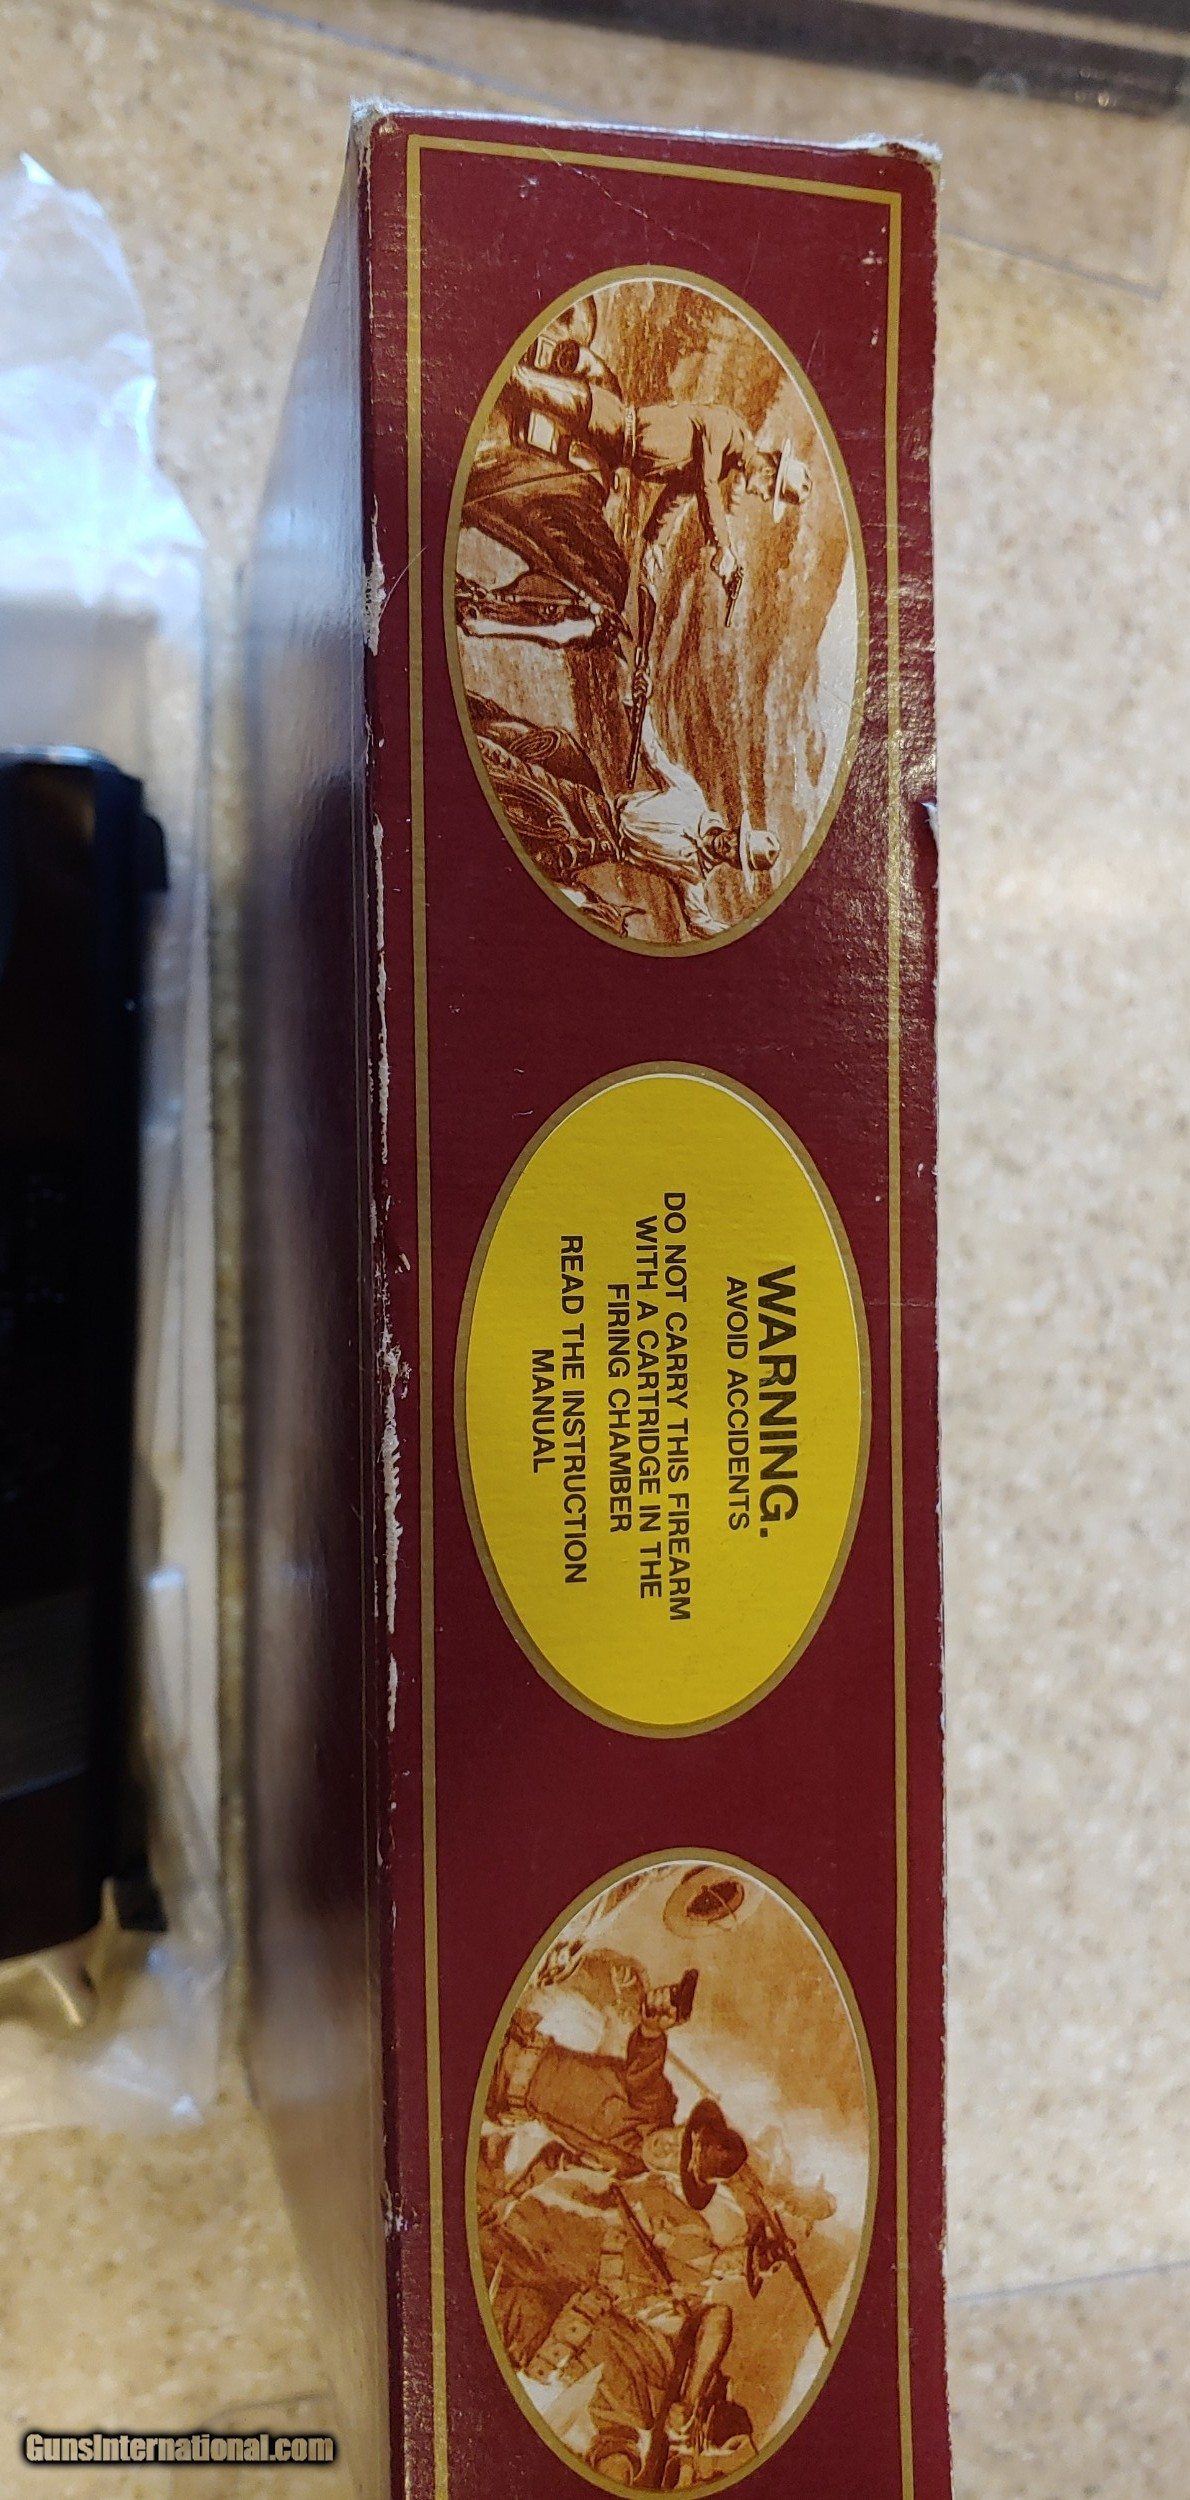 WARNING.
AVOID ACCIDENTS
DO NOT CARRY THIS FIREARM
WITH A CARTRIDGE IN THE
FIRING CHAMBER
READ THE INSTRUCTION
MANUAL
GunsInternational.com